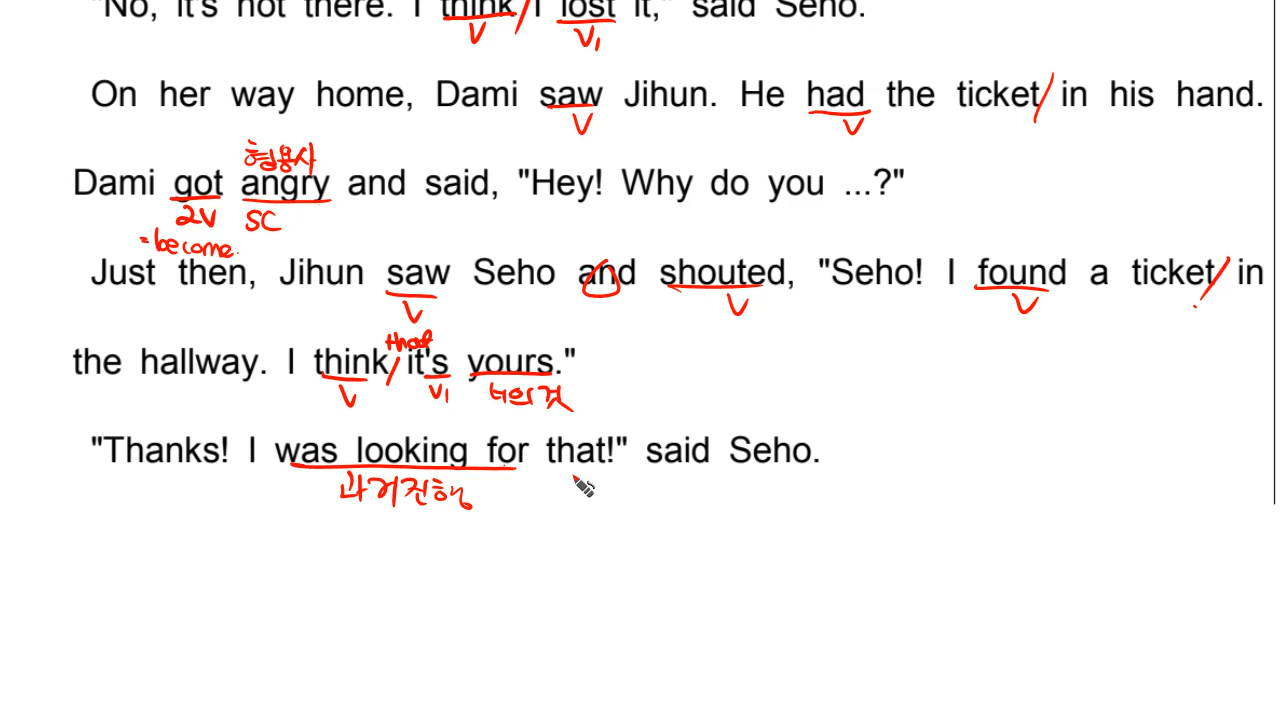 "No, it's not there. I think / I lost it," said Seho.
V V1
On her way home, Dami saw Jihun. He had the ticket / in his hand.
V V
형용사
Dami got angry and said, "Hey! Why do you ...?"
2V SC
=become.
Just then, Jihun saw Seho and shouted, "Seho! I found a ticket / in
V V V
that
the hallway. I think / it's yours."
V V1 너의 것
"Thanks! I was looking for that!" said Seho.
과거진행